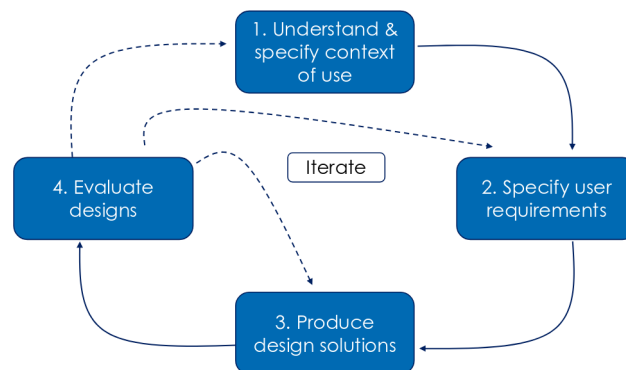 1. Understand &
specify context
of use
Iterate
4. Evaluate
designs
2. Specify user
requirements
3. Produce
design solutions